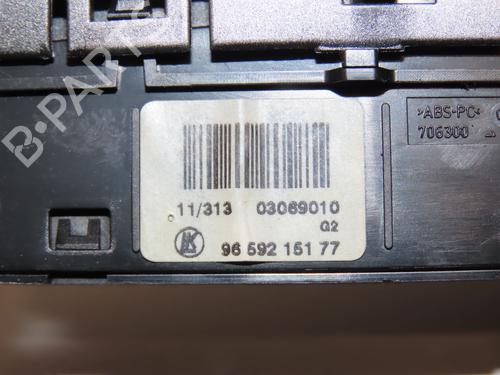 B-Parts
>ABS-PC<
706300
11/313 03069010
G2
96 592 151 77